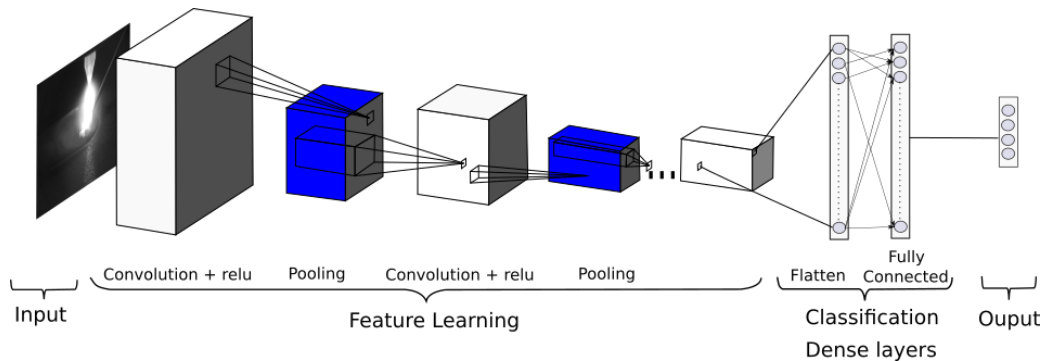 Convolution + relu
Pooling
Convolution + relu
Pooling
Flatten
Fully
Connected
Input
Feature Learning
Classification
Dense layers
Ouput